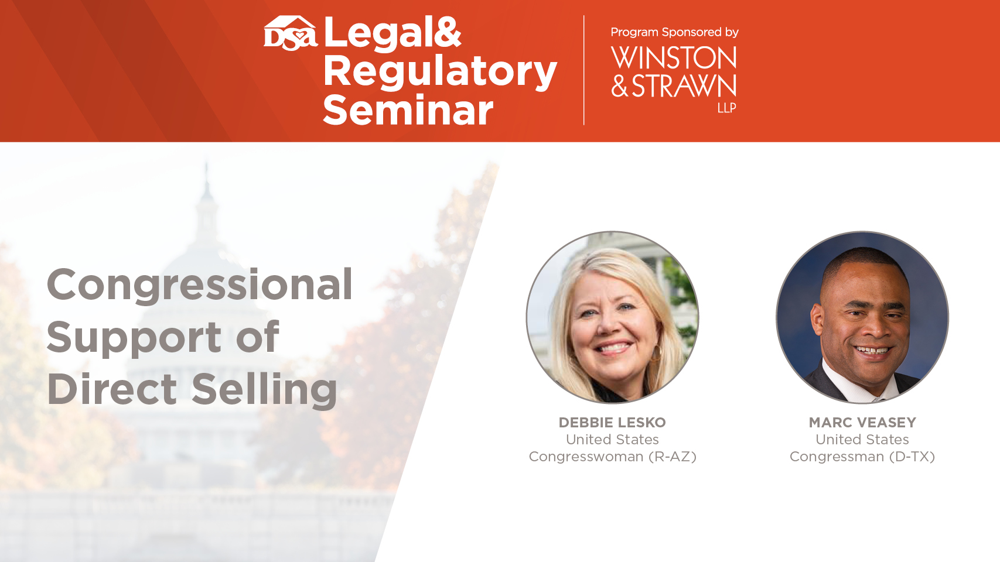 DSA Legal&
Regulatory
Seminar
Program Sponsored by
WINSTON
& STRAWN
LLP
Congressional
Support of
Direct Selling
DEBBIE LESKO
United States
Congresswoman (R-AZ)
MARC VEASEY
United States
Congressman (D-TX)